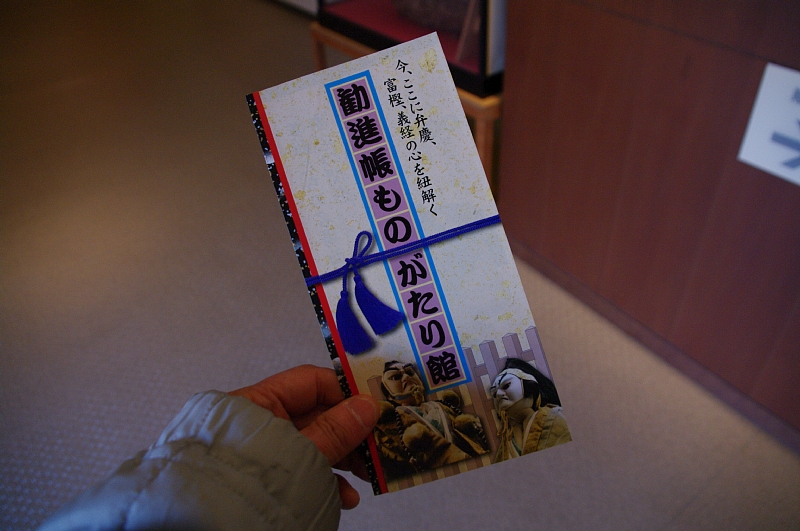 今、ここに弁慶、
富樫、義経の心を紐解く
勧進帳ものがたり館